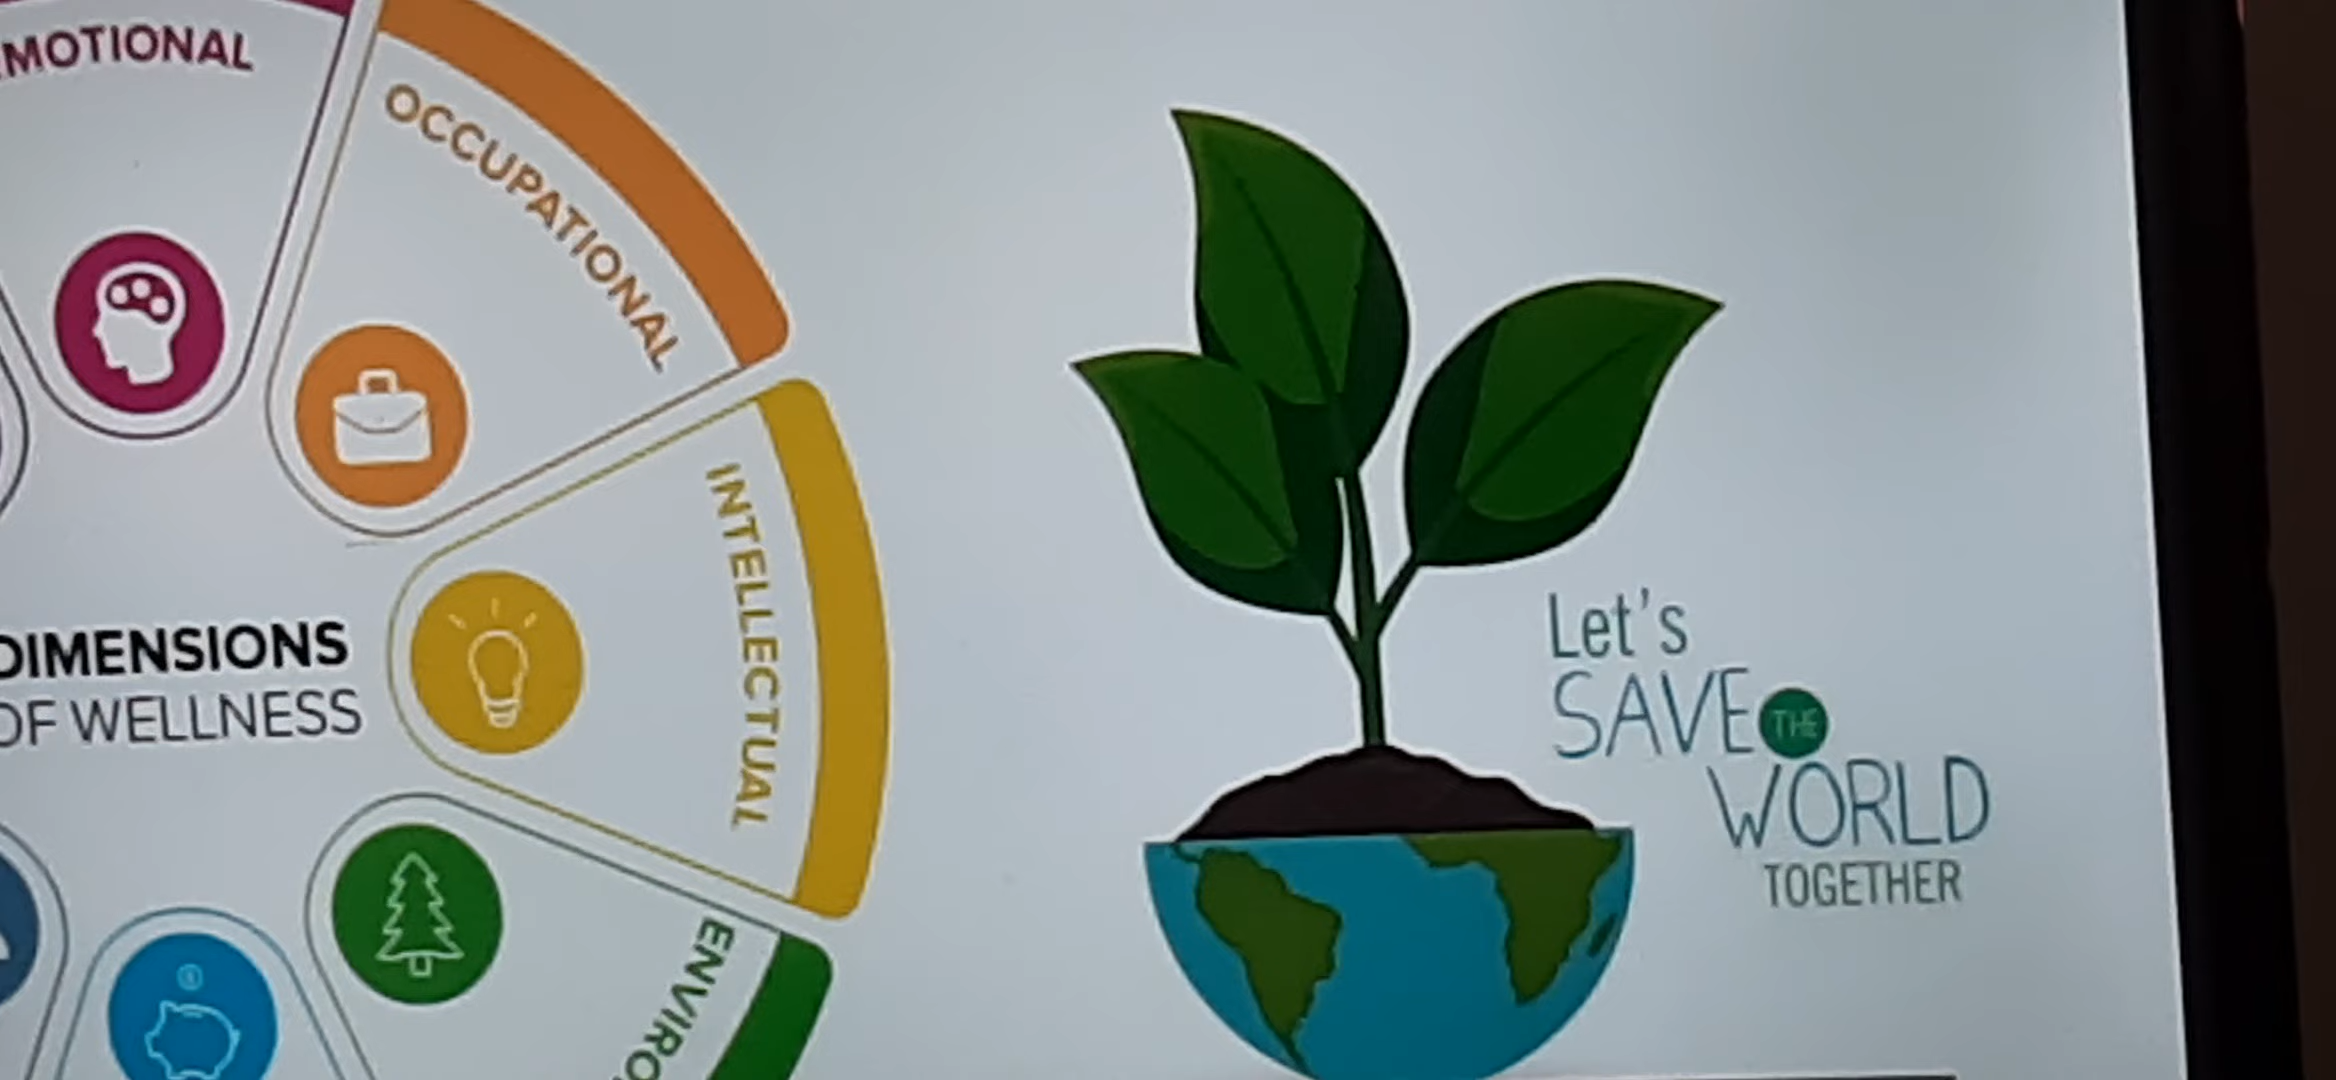 MOTIONAL
OCCUPATIONAL
INTELLECTUAL
DIMENSIONS
OF WELLNESS
ENVIRO
Let's
SAVE THE
WORLD
TOGETHER